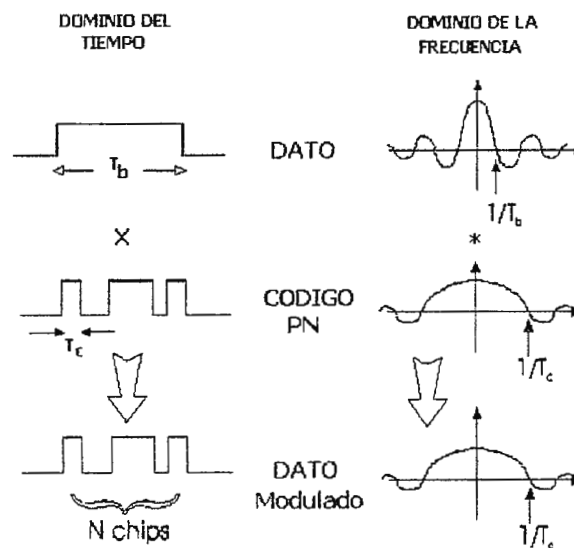 DOMINIO DEL
TIEMPO
DOMINIO DE LA
FRECUENCIA
T_b
DATO
1/T_b
X
*
T_c
CODIGO
PN
1/T_c
N chips
DATO
Modulado
1/T_c